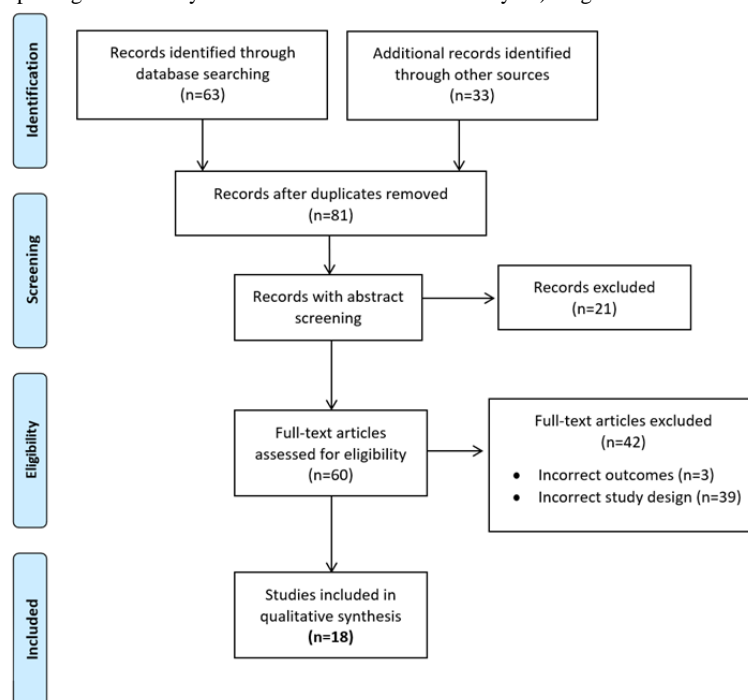 Identification
Records identified through
database searching
(n=63)
Additional records identified
through other sources
(n=33)
Records after duplicates removed
(n=81)
Screening
Records with abstract
screening
Records excluded
(n=21)
Eligibility
Full-text articles
assessed for eligibility
(n=60)
Full-text articles excluded
(n=42)
• Incorrect outcomes (n=3)
• Incorrect study design (n=39)
Included
Studies included in
qualitative synthesis
(n=18)